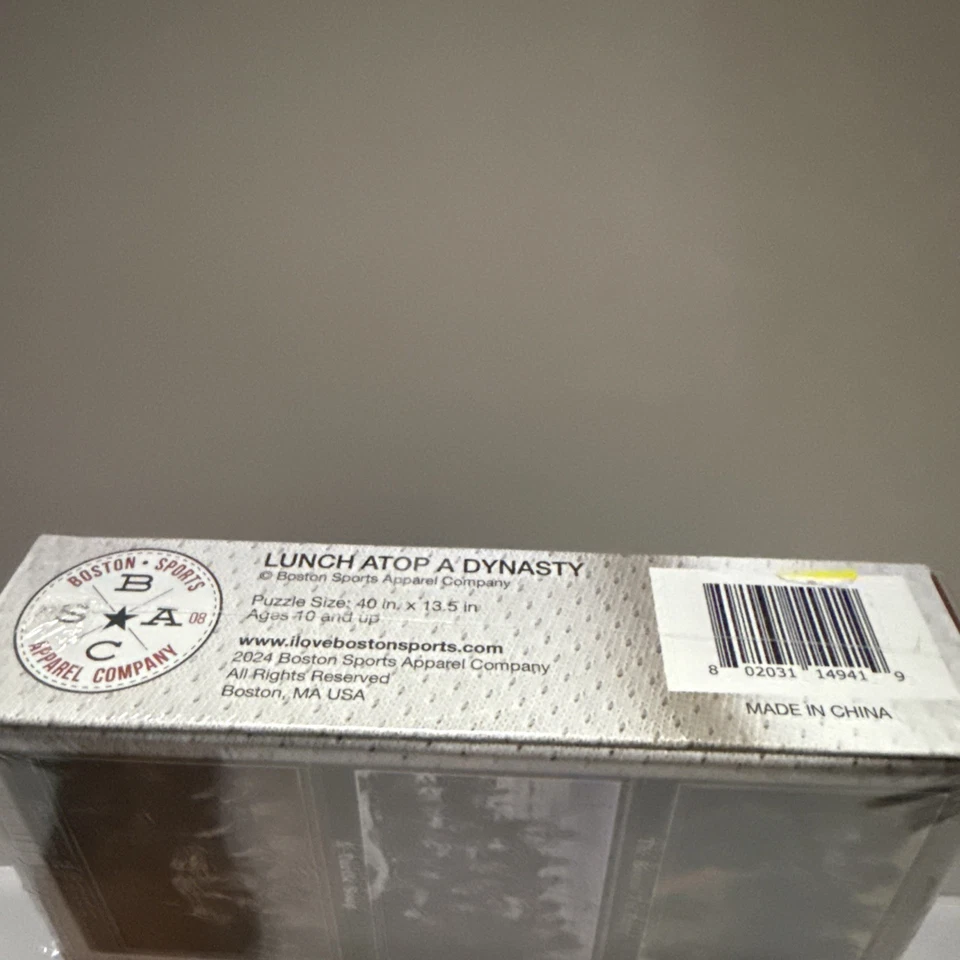 BOSTON • SPORTS
B
S ★ A 08
C
APPAREL COMPANY
LUNCH ATOP A DYNASTY
© Boston Sports Apparel Company
Puzzle Size: 40 in. x 13.5 in
Ages 10 and up
www.ilovebostonsports.com
2024 Boston Sports Apparel Company
All Rights Reserved
Boston, MA USA
8 02031 14941 9
MADE IN CHINA